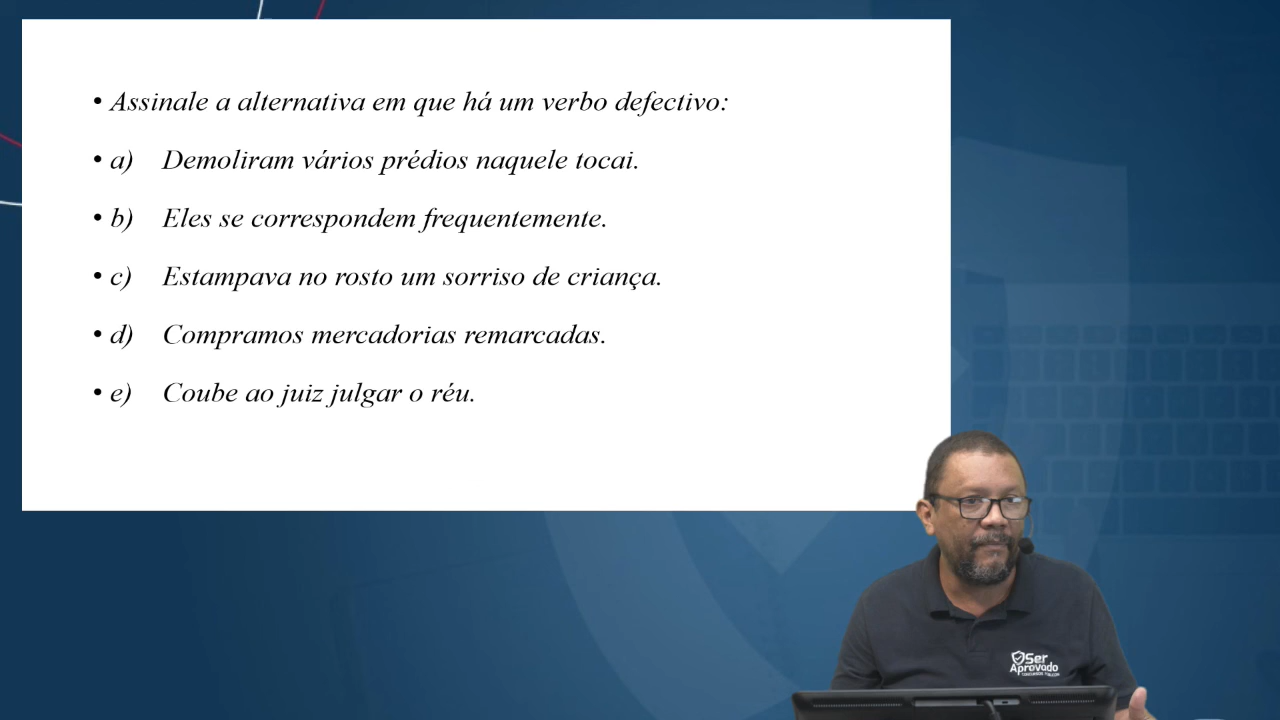 • Assinale a alternativa em que há um verbo defectivo:
• a) Demoliram vários prédios naquele tocai.
• b) Eles se correspondem frequentemente.
• c) Estampava no rosto um sorriso de criança.
• d) Compramos mercadorias remarcadas.
• e) Coube ao juiz julgar o réu.
Ser
Aprovado